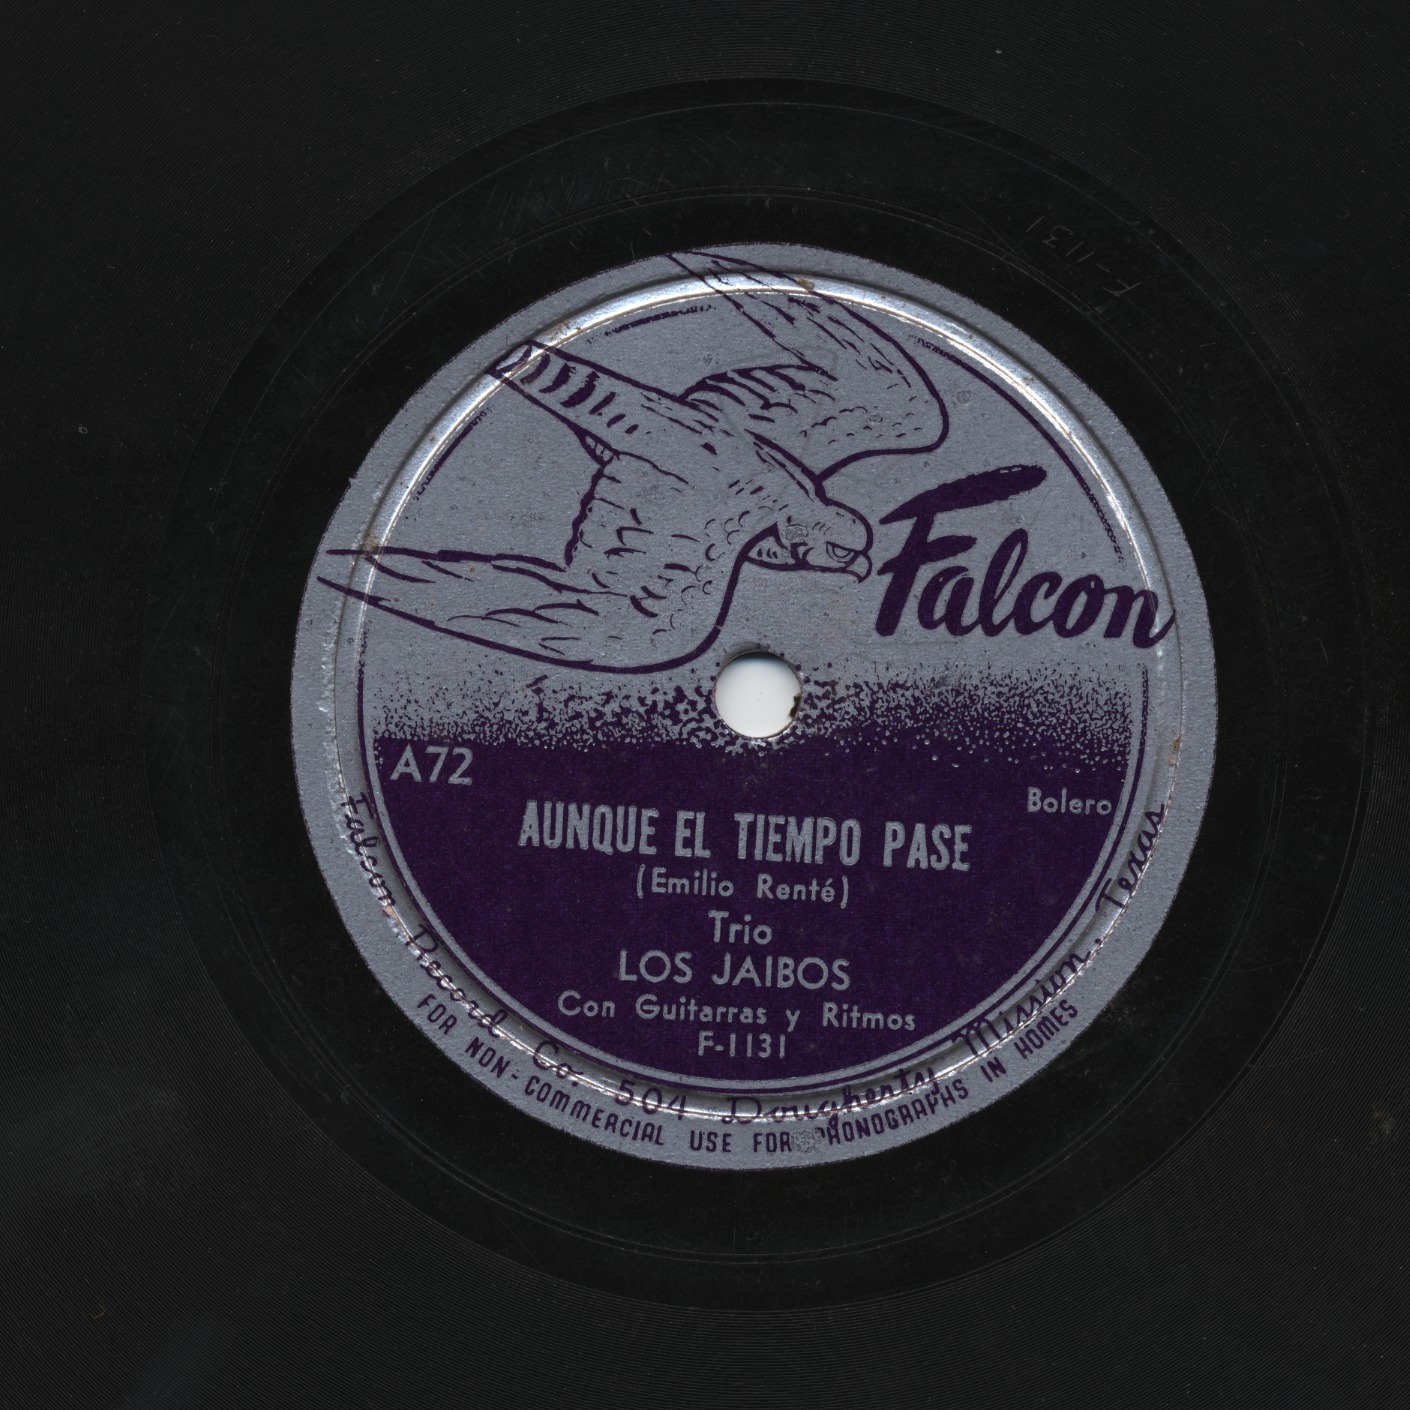 F-1131
Falcon
A72
Bolero
AUNQUE EL TIEMPO PASE
(Emilio Renté)
Trio
LOS JAIBOS
Con Guitarras y Ritmos
F-1131
Falcon Record Co. 504 Dougherty Mission, Texas
FOR NON-COMMERCIAL USE FOR PHONOGRAPHS IN HOMES